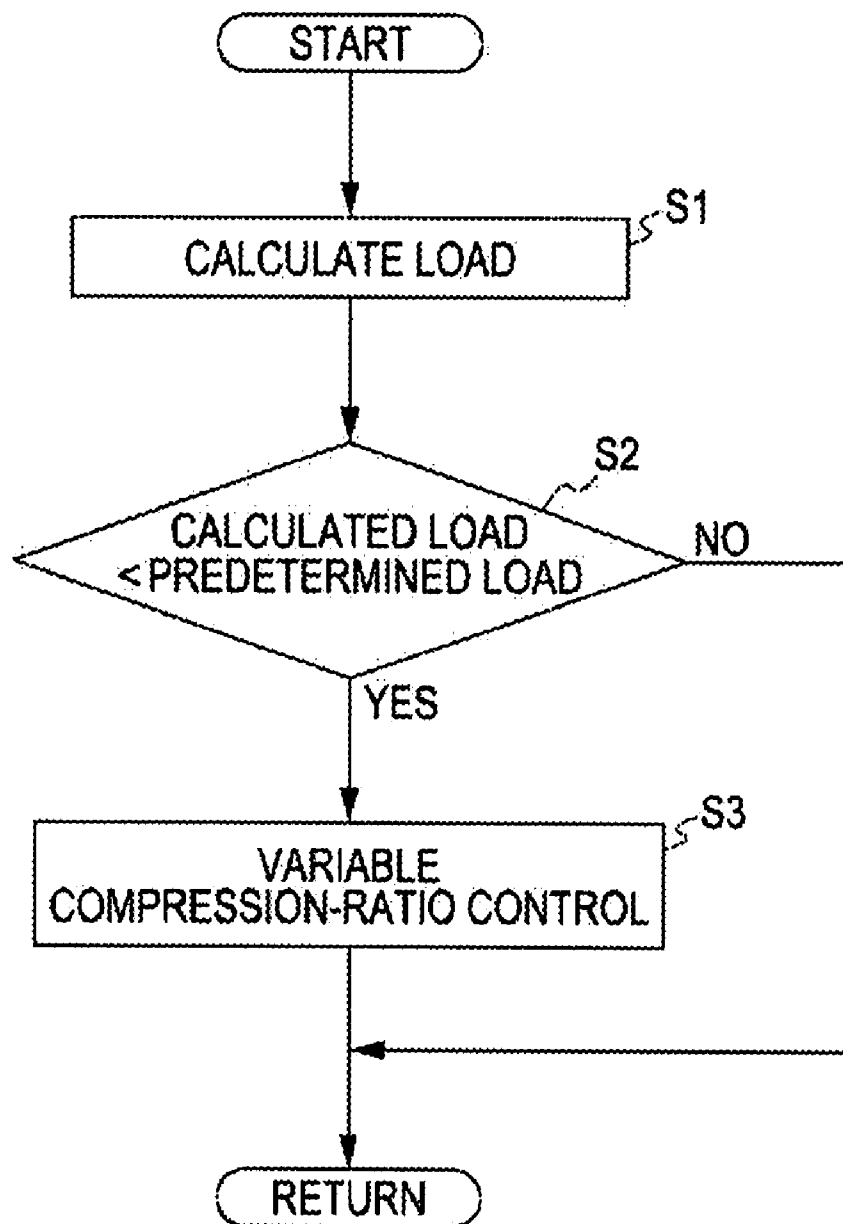 START
S1
CALCULATE LOAD
S2
CALCULATED LOAD
<PREDETERMINED LOAD
NO
YES
S3
VARIABLE
COMPRESSION-RATIO CONTROL
RETURN